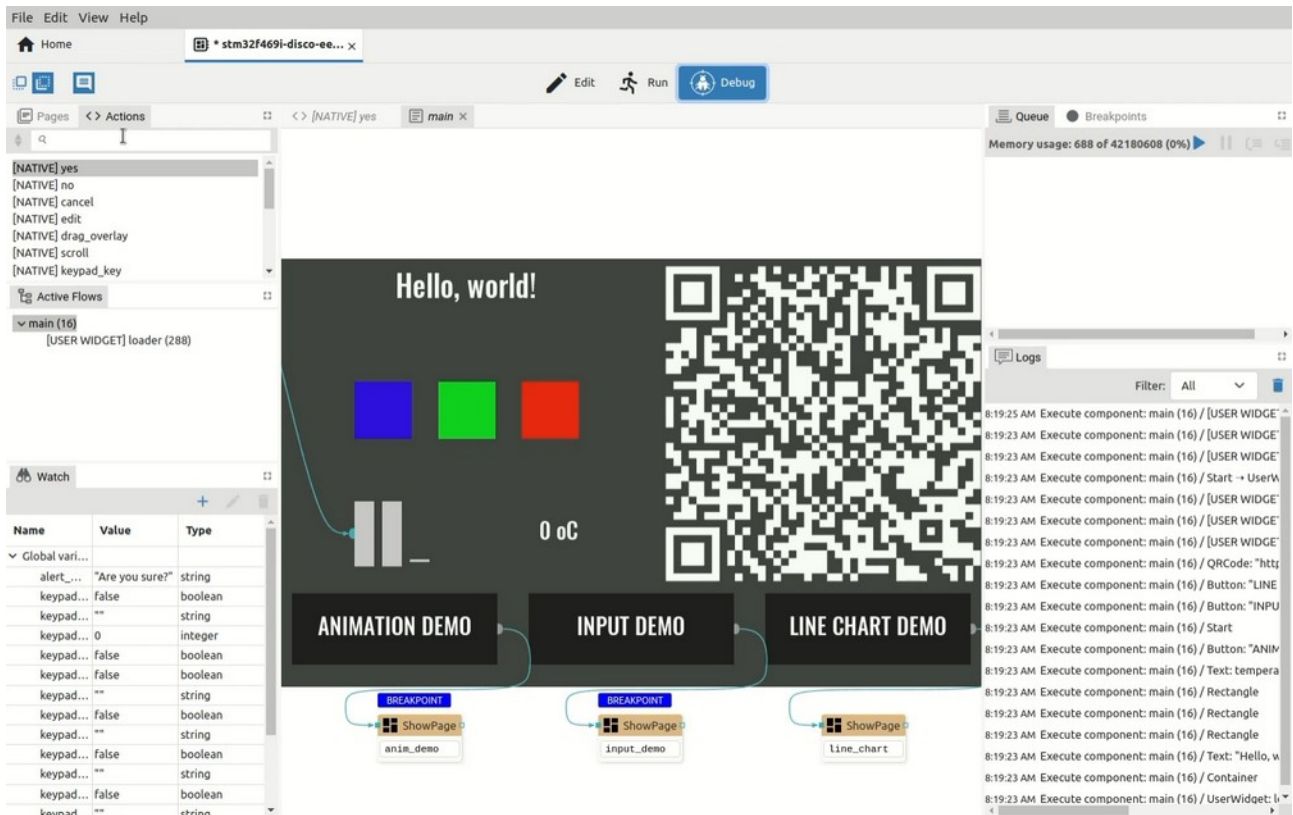 File Edit View Help
Home
* stm32f469i-disco-ee...
Edit
Run
Debug
Pages
Actions
[NATIVE] yes
[NATIVE] no
[NATIVE] cancel
[NATIVE] edit
[NATIVE] drag_overlay
[NATIVE] scroll
[NATIVE] keypad_key
Active Flows
main (16)
[USER WIDGET] loader (288)
Watch
Name Value Type
Global vari...
alert_... "Are you sure?" string
keypad... false boolean
keypad... "" string
keypad... 0 integer
keypad... false boolean
keypad... false boolean
keypad... "" string
keypad... false boolean
keypad... "" string
keypad... false boolean
keypad... "" string
keypad... false boolean
keypad "" string
[NATIVE] yes
main
Hello, world!
0 oC
ANIMATION DEMO
INPUT DEMO
LINE CHART DEMO
BREAKPOINT
BREAKPOINT
ShowPage
ShowPage
ShowPage
anim_demo
input_demo
line_chart
Queue
Breakpoints
Memory usage: 688 of 42180608 (0%)
Logs
Filter: All
8:19:25 AM Execute component: main (16) / [USER WIDGE
8:19:23 AM Execute component: main (16) / [USER WIDGE
8:19:23 AM Execute component: main (16) / [USER WIDGE
8:19:23 AM Execute component: main (16) / Start → UserW
8:19:23 AM Execute component: main (16) / [USER WIDGE
8:19:23 AM Execute component: main (16) / [USER WIDGE
8:19:23 AM Execute component: main (16) / [USER WIDGE
8:19:23 AM Execute component: main (16) / QRCode: "http
8:19:23 AM Execute component: main (16) / Button: "LINE
8:19:23 AM Execute component: main (16) / Button: "INPU
8:19:23 AM Execute component: main (16) / Start
8:19:23 AM Execute component: main (16) / Button: "ANIM
8:19:23 AM Execute component: main (16) / Text: tempera
8:19:23 AM Execute component: main (16) / Rectangle
8:19:23 AM Execute component: main (16) / Rectangle
8:19:23 AM Execute component: main (16) / Rectangle
8:19:23 AM Execute component: main (16) / Text: "Hello, w
8:19:23 AM Execute component: main (16) / Container
8:19:23 AM Execute component: main (16) / UserWidget: l